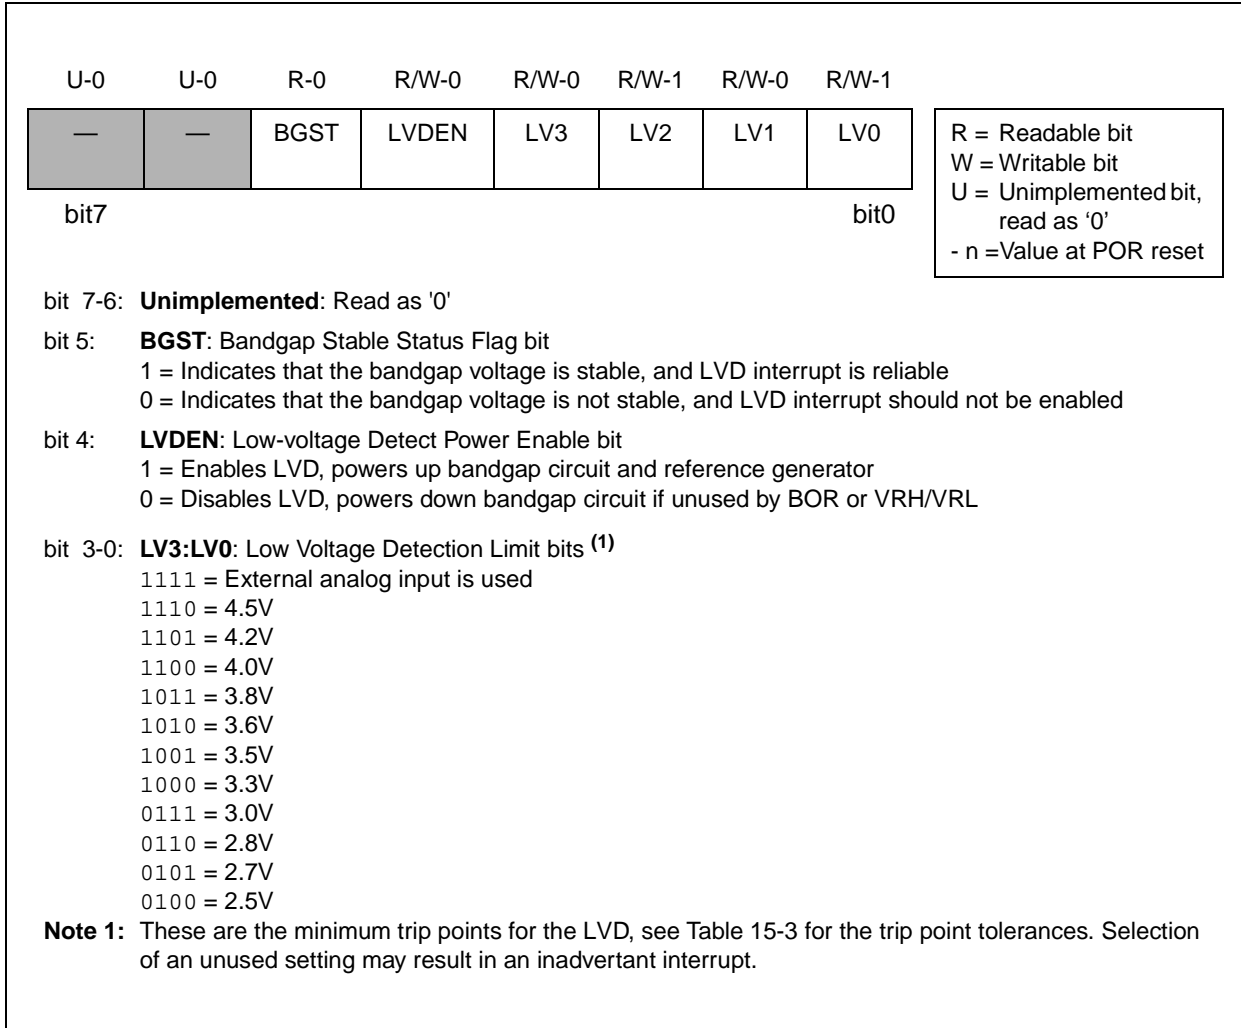 U-0 U-0 R-0 R/W-0 R/W-0 R/W-1 R/W-0 R/W-1
— — BGST LVDEN LV3 LV2 LV1 LV0
bit7 bit0
R = Readable bit
W = Writable bit
U = Unimplemented bit,
read as ‘0’
- n =Value at POR reset
bit 7-6: Unimplemented: Read as '0'
bit 5: BGST: Bandgap Stable Status Flag bit
1 = Indicates that the bandgap voltage is stable, and LVD interrupt is reliable
0 = Indicates that the bandgap voltage is not stable, and LVD interrupt should not be enabled
bit 4: LVDEN: Low-voltage Detect Power Enable bit
1 = Enables LVD, powers up bandgap circuit and reference generator
0 = Disables LVD, powers down bandgap circuit if unused by BOR or VRH/VRL
bit 3-0: LV3:LV0: Low Voltage Detection Limit bits (1)
1111 = External analog input is used
1110 = 4.5V
1101 = 4.2V
1100 = 4.0V
1011 = 3.8V
1010 = 3.6V
1001 = 3.5V
1000 = 3.3V
0111 = 3.0V
0110 = 2.8V
0101 = 2.7V
0100 = 2.5V
Note 1: These are the minimum trip points for the LVD, see Table 15-3 for the trip point tolerances. Selection
of an unused setting may result in an inadvertant interrupt.